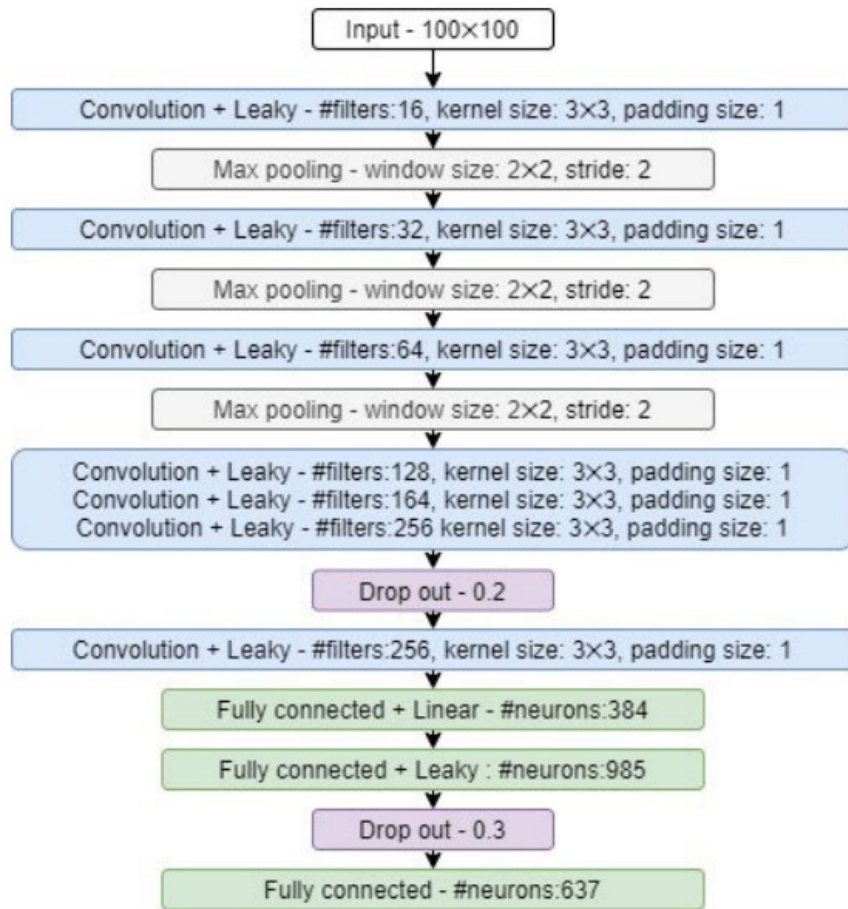 Input - 100×100
Convolution + Leaky - #filters:16, kernel size: 3×3, padding size: 1
Max pooling - window size: 2×2, stride: 2
Convolution + Leaky - #filters:32, kernel size: 3×3, padding size: 1
Max pooling - window size: 2×2, stride: 2
Convolution + Leaky - #filters:64, kernel size: 3×3, padding size: 1
Max pooling - window size: 2×2, stride: 2
Convolution + Leaky - #filters:128, kernel size: 3×3, padding size: 1
Convolution + Leaky - #filters:164, kernel size: 3×3, padding size: 1
Convolution + Leaky - #filters:256 kernel size: 3×3, padding size: 1
Drop out - 0.2
Convolution + Leaky - #filters:256, kernel size: 3×3, padding size: 1
Fully connected + Linear - #neurons:384
Fully connected + Leaky : #neurons:985
Drop out - 0.3
Fully connected - #neurons:637